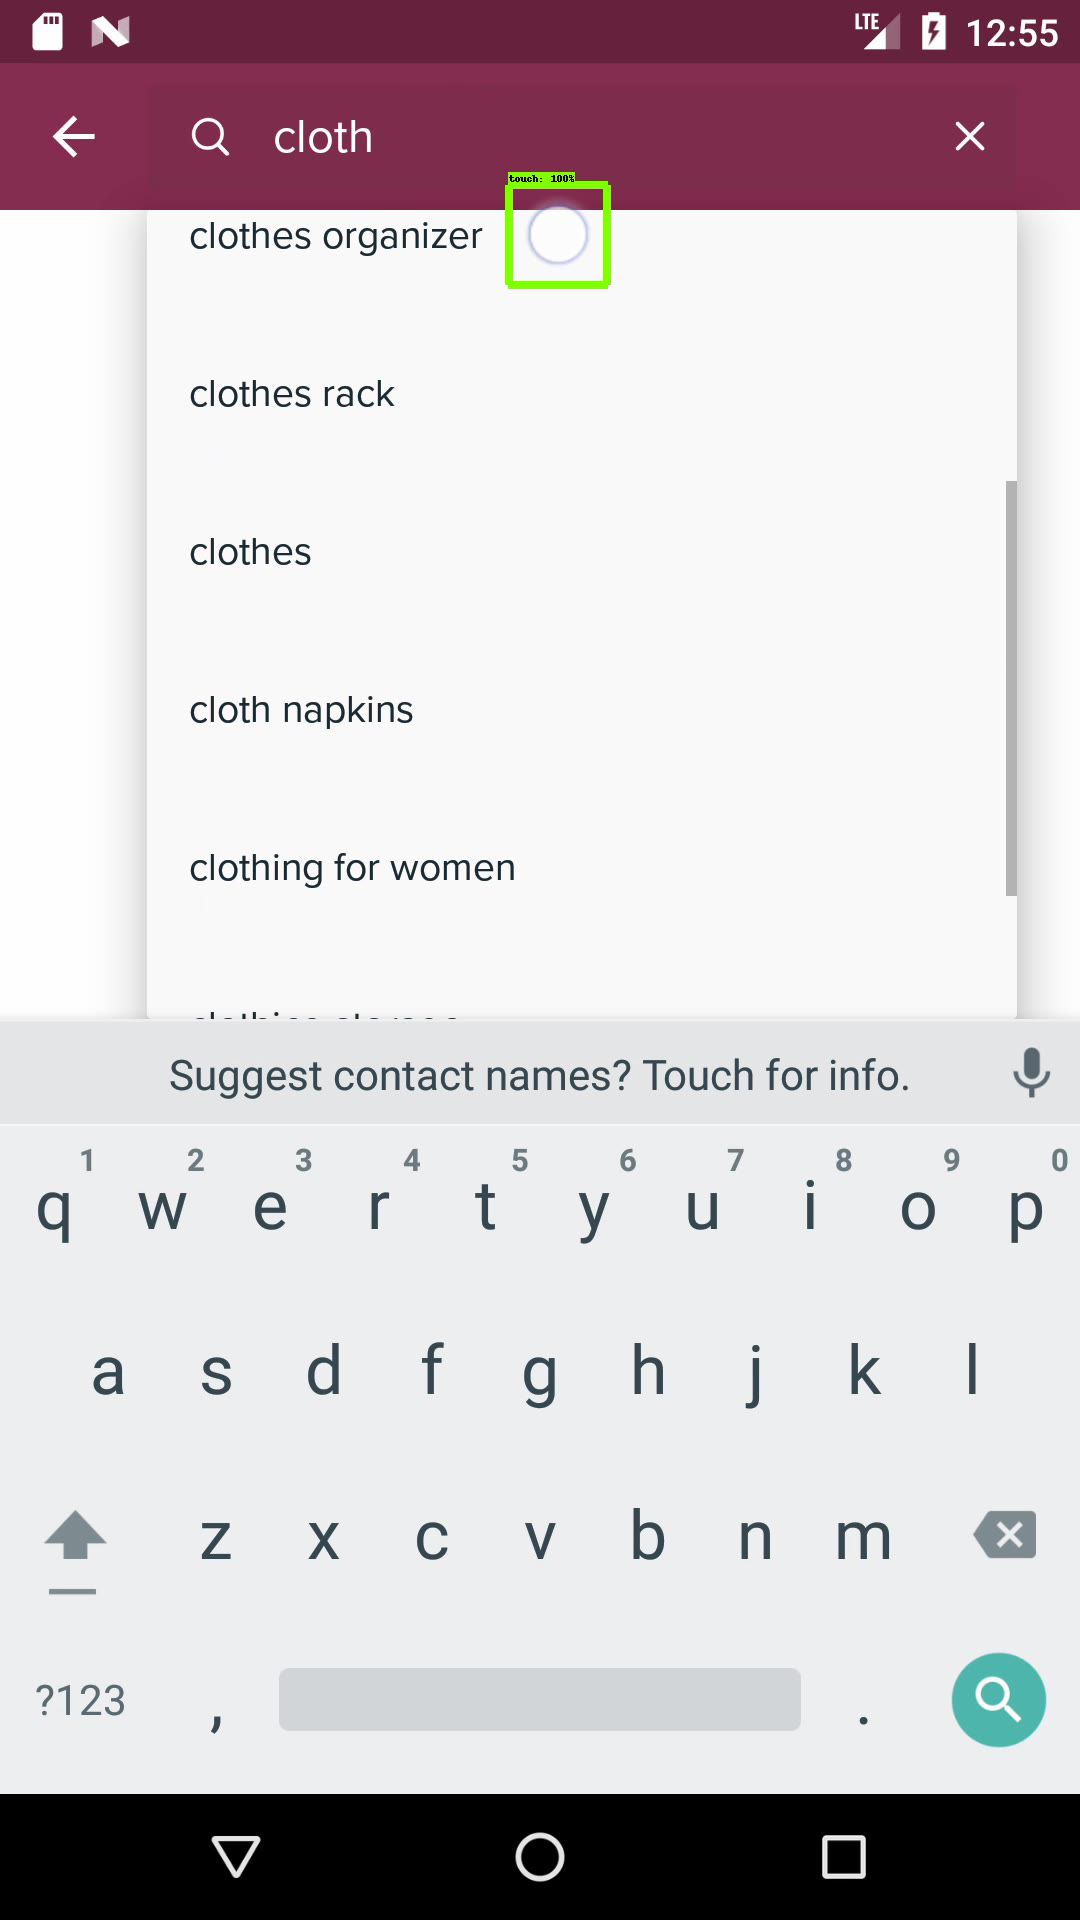 LTE 12:55
cloth
touch: 100%
clothes organizer
clothes rack
clothes
cloth napkins
clothing for women
Suggest contact names? Touch for info.
1 2 3 4 5 6 7 8 9 0
q w e r t y u i o p
a s d f g h j k l
z x c v b n m
?123 , .